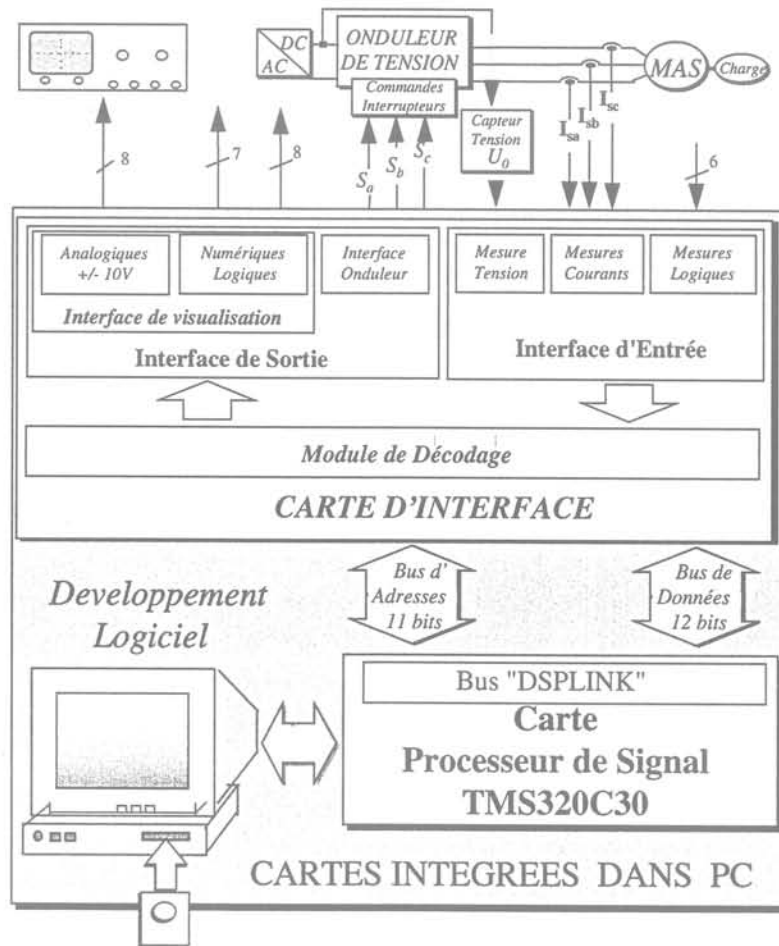 DC
AC
ONDULEUR
DE TENSION
Commandes
Interrupteurs
MAS
Charge
Capteur
Tension
U0
Isa
Isb
Isc
8
7
8
Sa
Sb
Sc
6
Analogiques
+/- 10V
Numériques
Logiques
Interface
Onduleur
Mesure
Tension
Mesures
Courants
Mesures
Logiques
Interface de visualisation
Interface de Sortie
Interface d'Entrée
Module de Décodage
CARTE D'INTERFACE
Bus d'
Adresses
11 bits
Bus de
Données
12 bits
Developpement
Logiciel
Bus "DSPLINK"
Carte
Processeur de Signal
TMS320C30
CARTES INTEGREES DANS PC